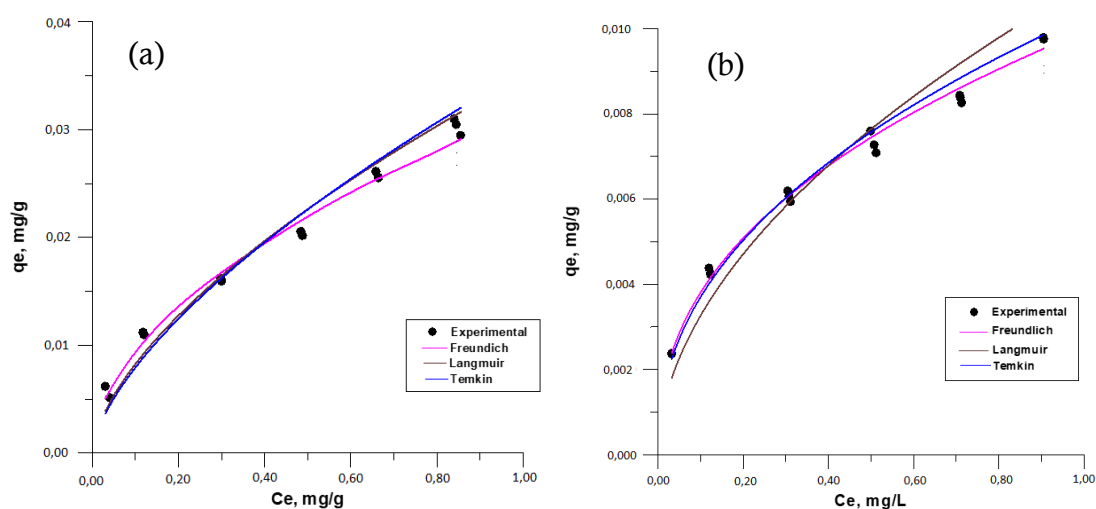 (a)
0,04
0,03
0,02
0,01
0,00
qe, mg/g
0,00
0,20
0,40
0,60
0,80
1,00
Ce, mg/g
Experimental
Freundich
Langmuir
Temkin
(b)
0,010
0,008
0,006
0,004
0,002
0,000
qe, mg/g
0,00
0,20
0,40
0,60
0,80
1,00
Ce, mg/L
Experimental
Freundlich
Langmuir
Temkin